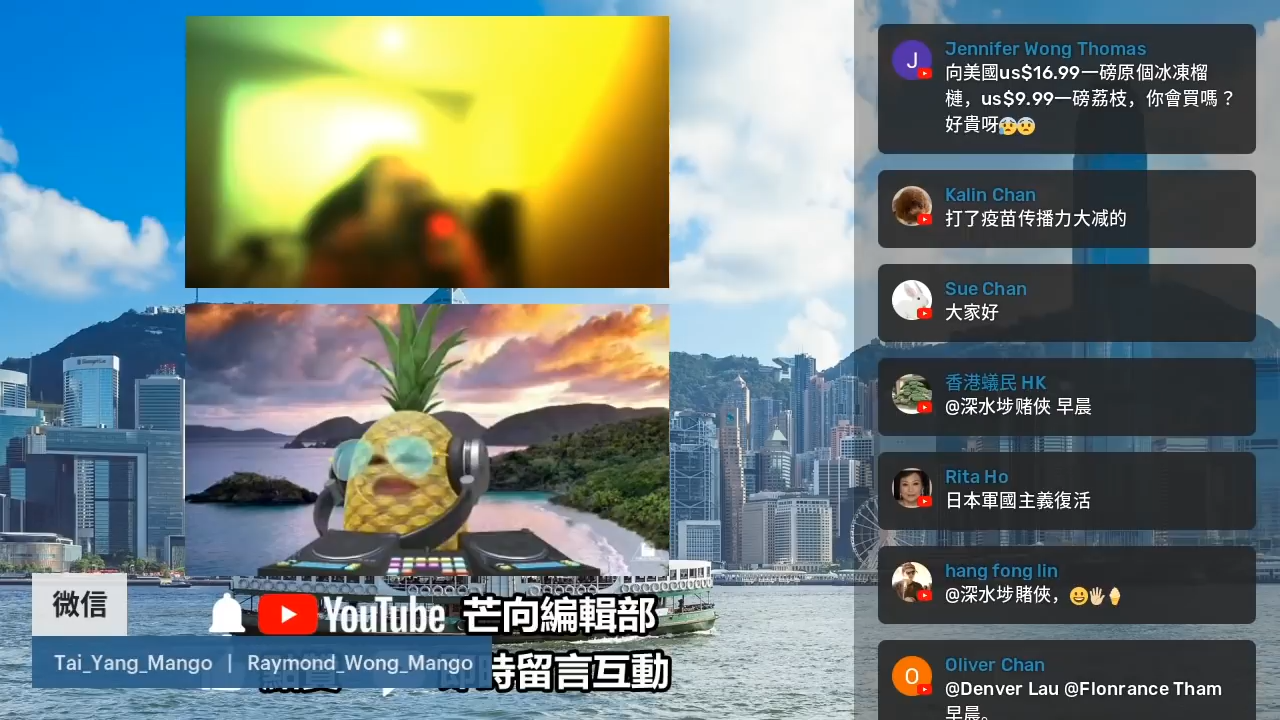 Jennifer Wong Thomas
向美國us$16.99一磅原個冰凍榴
槤，us$9.99一磅荔枝，你會買嗎？
好貴呀😰😨
Kalin Chan
打了疫苗传播力大减的
Sue Chan
大家好
香港蟻民 HK
@深水埗赌俠 早晨
Rita Ho
日本軍國主義復活
hang fong lin
@深水埗賭俠，😀🖐🍦
Oliver Chan
@Denver Lau @Flonrance Tham
早晨。
YouTube 芒向編輯部
即時留言互動
微信
Tai_Yang_Mango | Raymond_Wong_Mango